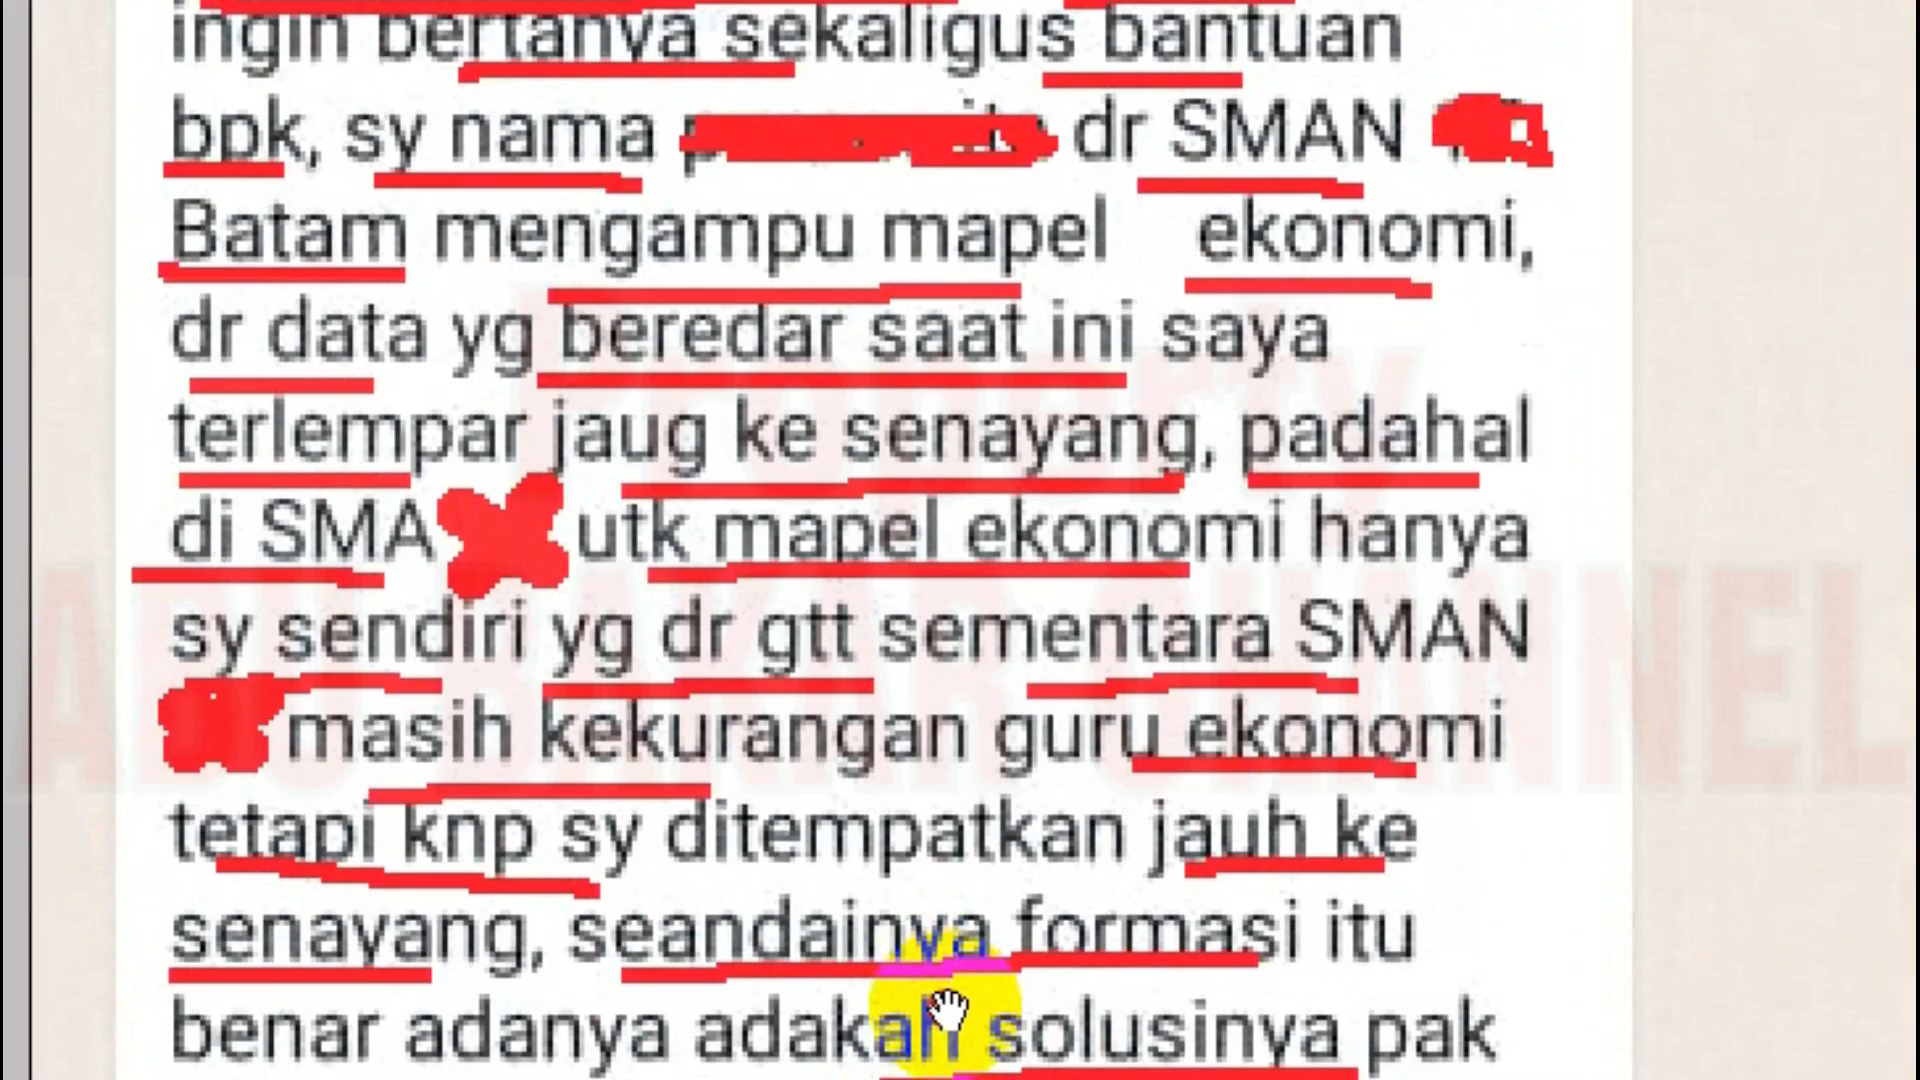 ingin bertanya sekaligus bantuan
bpk, sy nama dr SMAN
Batam mengampu mapel ekonomi,
dr data yg beredar saat ini saya
terlempar jaug ke senayang, padahal
di SMA utk mapel ekonomi hanya
sy sendiri yg dr gtt sementara SMAN
masih kekurangan guru ekonomi
tetapi knp sy ditempatkan jauh ke
senayang, seandainya formasi itu
benar adanya adakah solusinya pak
ABU BAKAR CHANNEL